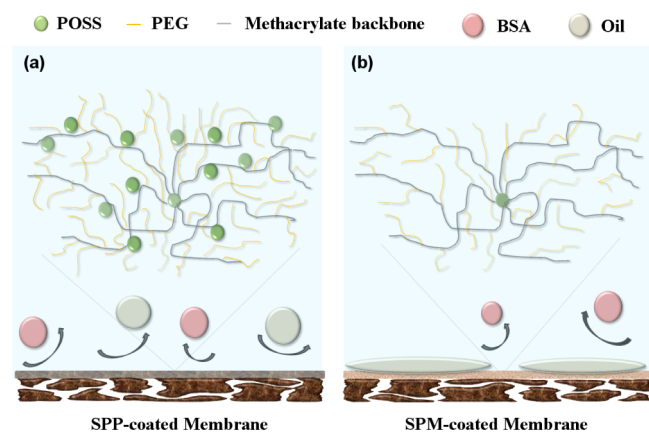 POSS PEG Methacrylate backbone BSA Oil
(a) (b)
SPP-coated Membrane SPM-coated Membrane